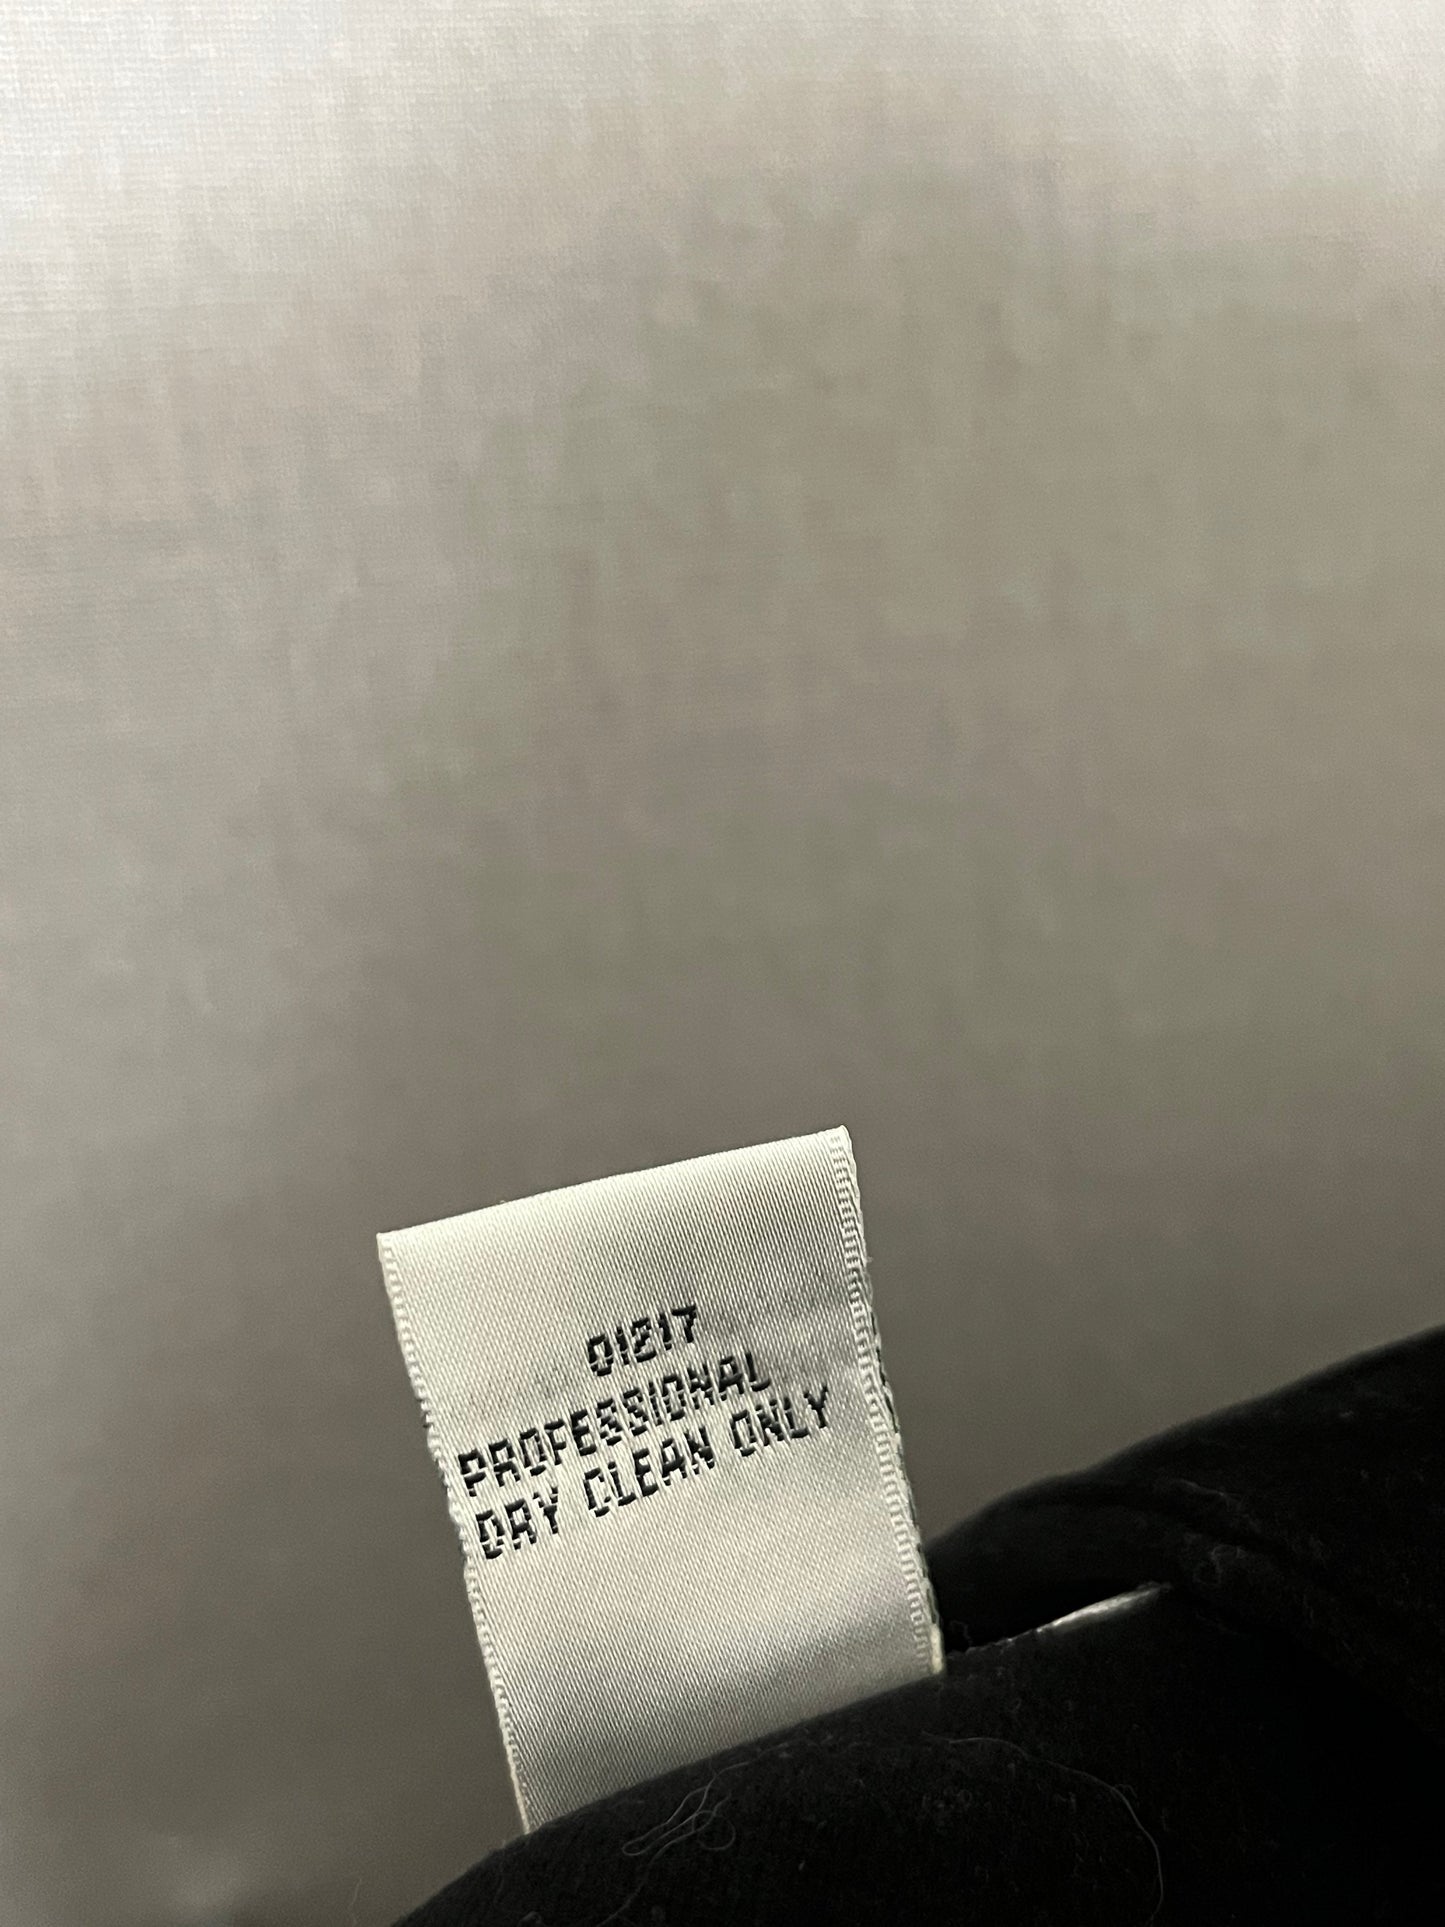 01217
PROFESSIONAL
DRY CLEAN ONLY